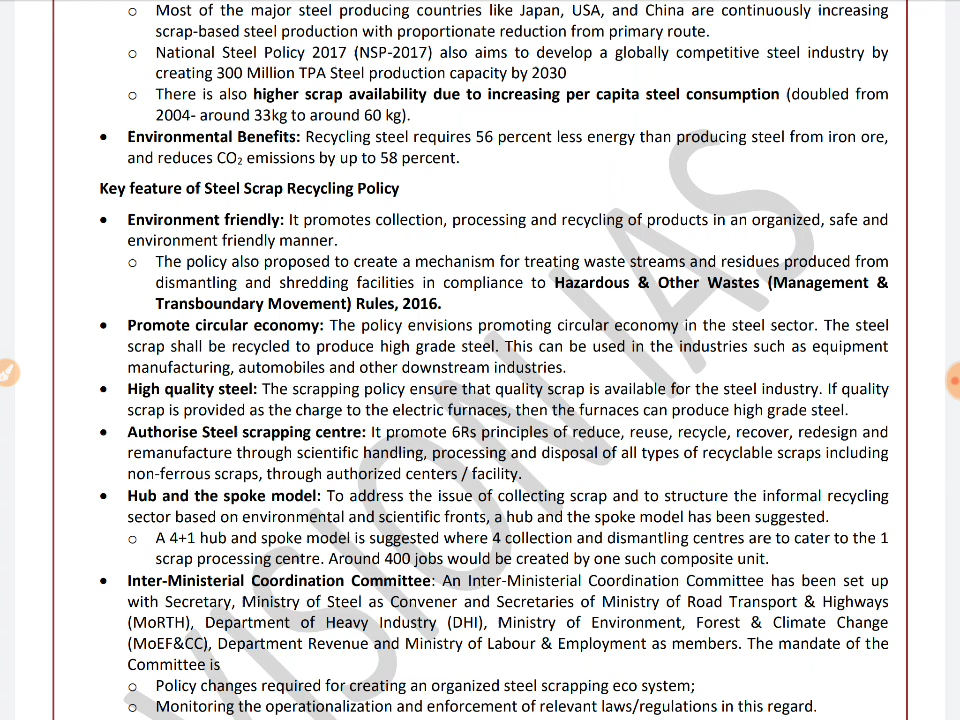 o Most of the major steel producing countries like Japan, USA, and China are continuously increasing
scrap-based steel production with proportionate reduction from primary route.
o National Steel Policy 2017 (NSP-2017) also aims to develop a globally competitive steel industry by
creating 300 Million TPA Steel production capacity by 2030
o There is also higher scrap availability due to increasing per capita steel consumption (doubled from
2004- around 33kg to around 60 kg).
• Environmental Benefits: Recycling steel requires 56 percent less energy than producing steel from iron ore,
and reduces CO₂ emissions by up to 58 percent.
Key feature of Steel Scrap Recycling Policy
• Environment friendly: It promotes collection, processing and recycling of products in an organized, safe and
environment friendly manner.
o The policy also proposed to create a mechanism for treating waste streams and residues produced from
dismantling and shredding facilities in compliance to Hazardous & Other Wastes (Management &
Transboundary Movement) Rules, 2016.
• Promote circular economy: The policy envisions promoting circular economy in the steel sector. The steel
scrap shall be recycled to produce high grade steel. This can be used in the industries such as equipment
manufacturing, automobiles and other downstream industries.
• High quality steel: The scrapping policy ensure that quality scrap is available for the steel industry. If quality
scrap is provided as the charge to the electric furnaces, then the furnaces can produce high grade steel.
• Authorise Steel scrapping centre: It promote 6Rs principles of reduce, reuse, recycle, recover, redesign and
remanufacture through scientific handling, processing and disposal of all types of recyclable scraps including
non-ferrous scraps, through authorized centers / facility.
• Hub and the spoke model: To address the issue of collecting scrap and to structure the informal recycling
sector based on environmental and scientific fronts, a hub and the spoke model has been suggested.
o A 4+1 hub and spoke model is suggested where 4 collection and dismantling centres are to cater to the 1
scrap processing centre. Around 400 jobs would be created by one such composite unit.
• Inter-Ministerial Coordination Committee: An Inter-Ministerial Coordination Committee has been set up
with Secretary, Ministry of Steel as Convener and Secretaries of Ministry of Road Transport & Highways
(MoRTH), Department of Heavy Industry (DHI), Ministry of Environment, Forest & Climate Change
(MoEF&CC), Department Revenue and Ministry of Labour & Employment as members. The mandate of the
Committee is
o Policy changes required for creating an organized steel scrapping eco system;
o Monitoring the operationalization and enforcement of relevant laws/regulations in this regard.
VISION IAS